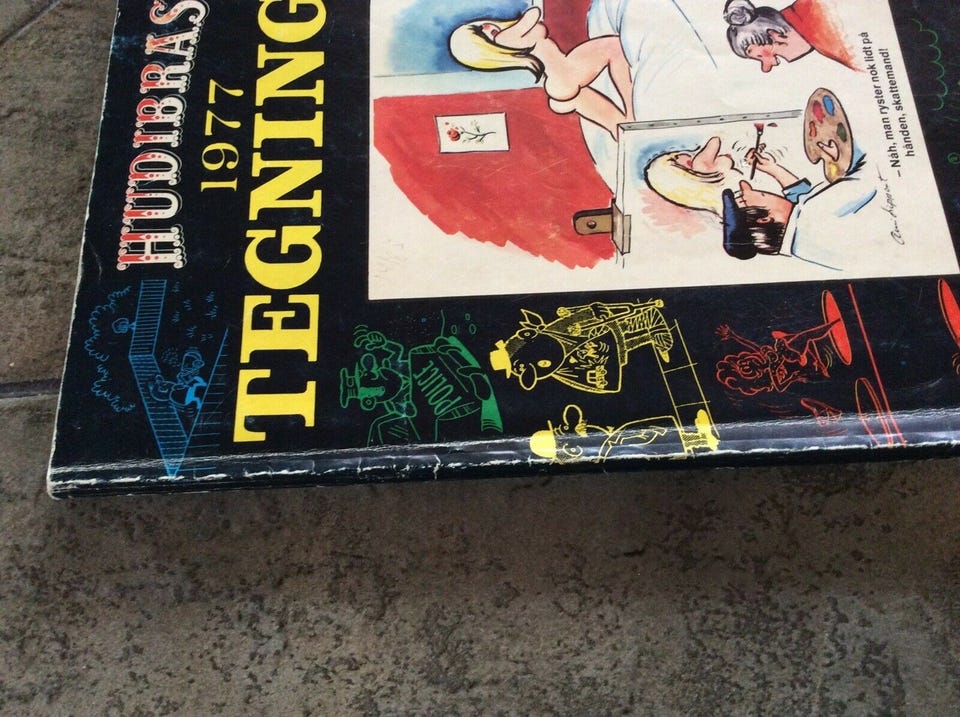 HUDIBRAS
1977
TEGNING
– Nåh, man ryster nok lidt på
hånden, skattemand!